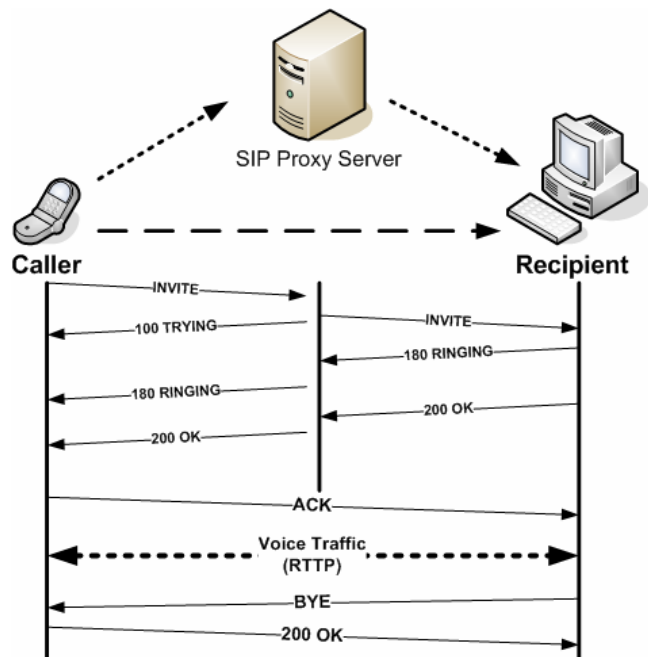 SIP Proxy Server
Caller
Recipient
INVITE
100 TRYING
INVITE
180 RINGING
180 RINGING
200 OK
200 OK
ACK
Voice Traffic
(RTTP)
BYE
200 OK